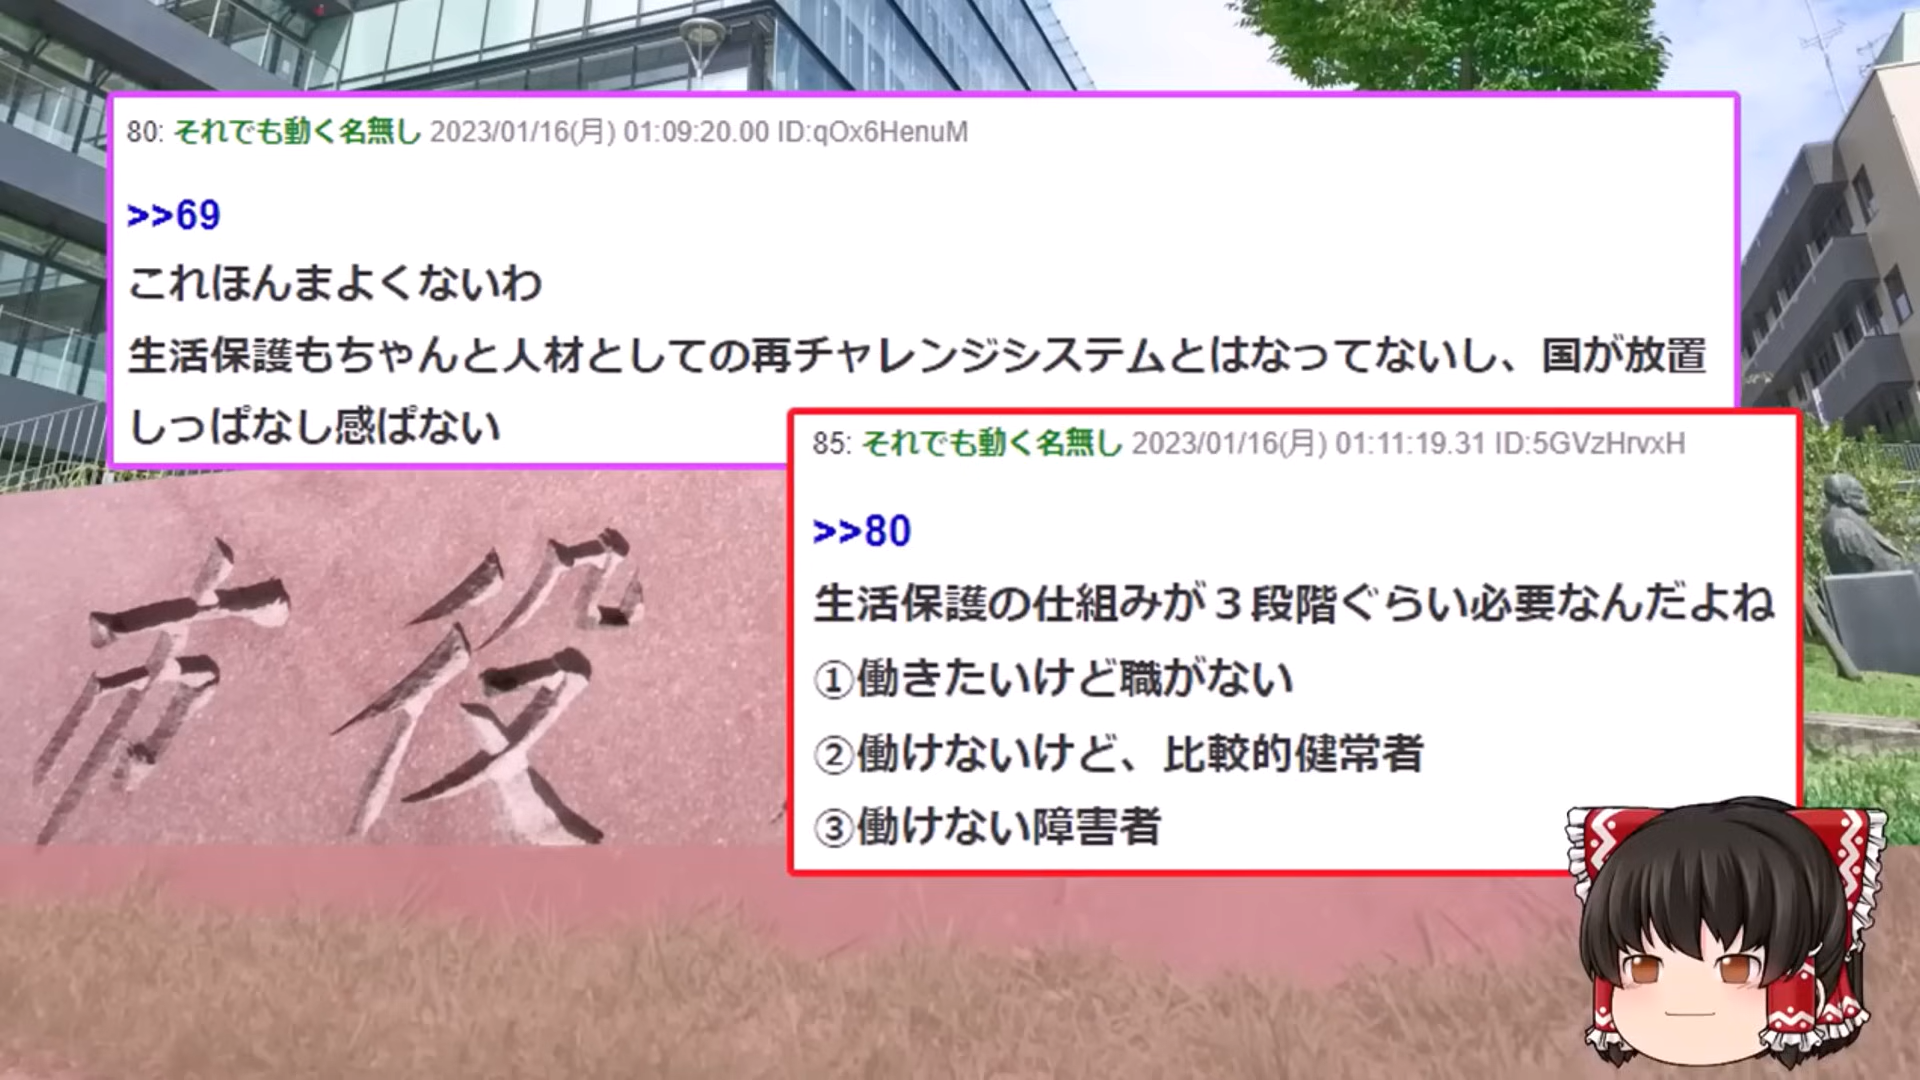 80: それでも動く名無し 2023/01/16(月) 01:09:20.00 ID:qOx6HenuM
>>69
これほんまよくないわ
生活保護もちゃんと人材としての再チャレンジシステムとはなってないし、国が放置
しっぱなし感ぱない
85: それでも動く名無し 2023/01/16(月) 01:11:19.31 ID:5GVzHrvxH
>>80
生活保護の仕組みが３段階ぐらい必要なんだよね
①働きたいけど職がない
②働けないけど、比較的健常者
③働けない障害者
市役